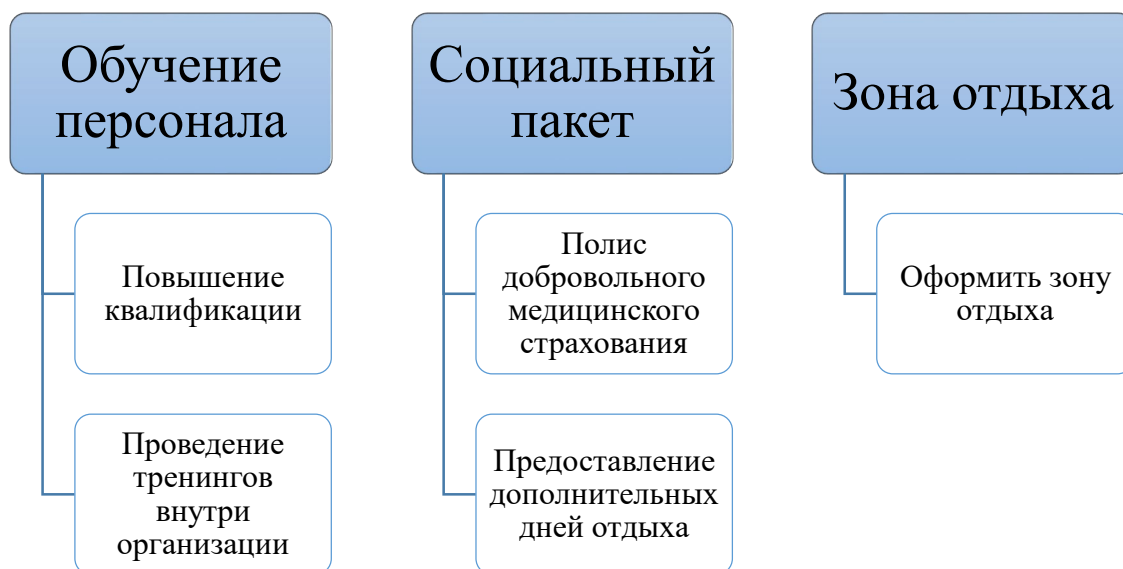 Обучение
персонала
Повышение
квалификации
Проведение
тренингов
внутри
организации
Социальный
пакет
Полис
добровольного
медицинского
страхования
Предоставление
дополнительных
дней отдыха
Зона отдыха
Оформить зону
отдыха